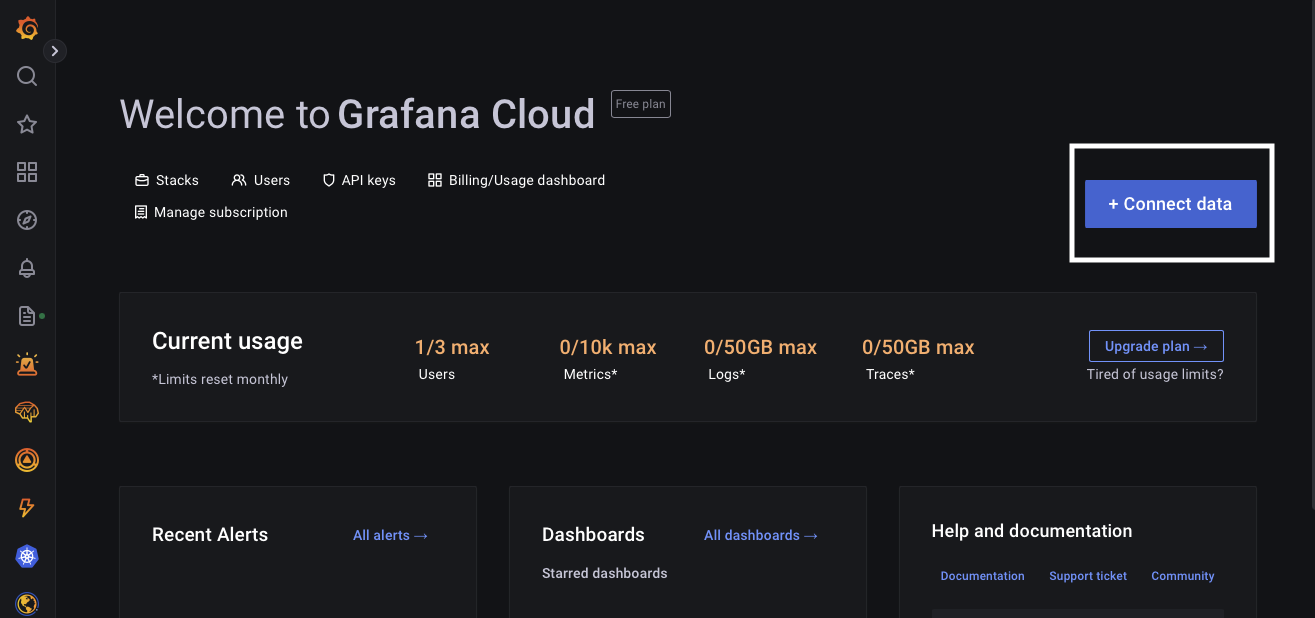 Welcome to Grafana Cloud Free plan
Stacks Users API keys Billing/Usage dashboard
Manage subscription
+ Connect data
Current usage
*Limits reset monthly
1/3 max
Users
0/10k max
Metrics*
0/50GB max
Logs*
0/50GB max
Traces*
Upgrade plan →
Tired of usage limits?
Recent Alerts
All alerts →
Dashboards
All dashboards →
Starred dashboards
Help and documentation
Documentation Support ticket Community